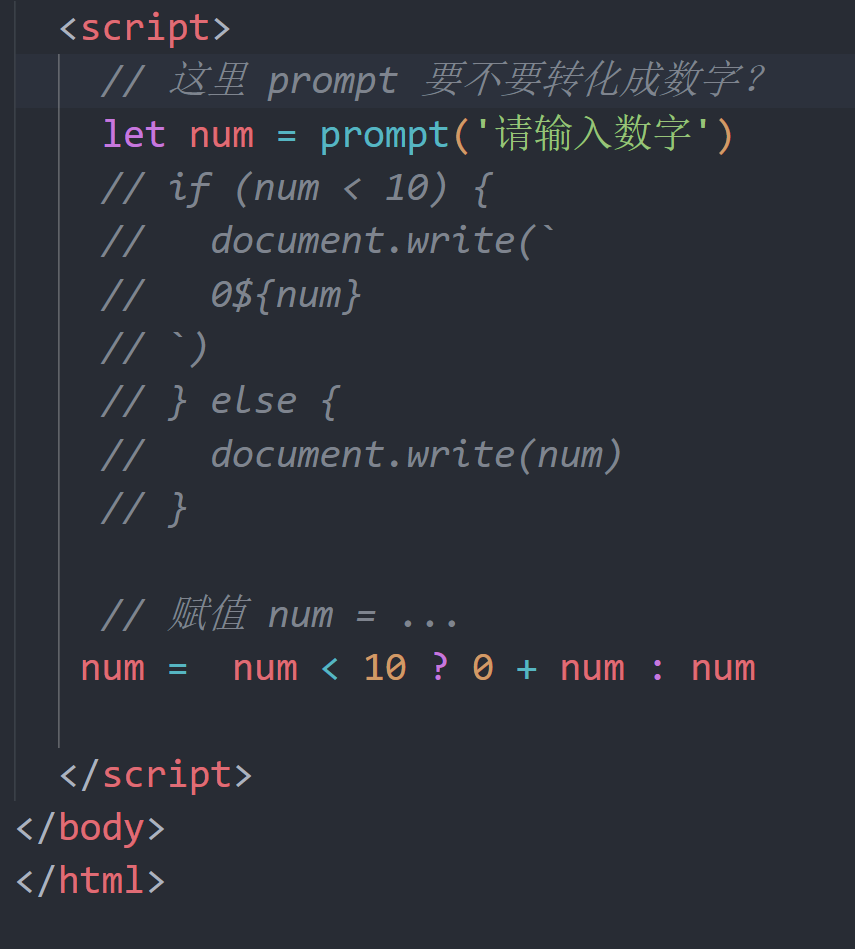 <script>
// 这里 prompt 要不要转化成数字？
let num = prompt('请输入数字')
// if (num < 10) {
//   document.write(`
//   0${num}
// `)
// } else {
//   document.write(num)
// }
// 赋值 num = ...
num =  num < 10 ? 0 + num : num
</script>
</body>
</html>